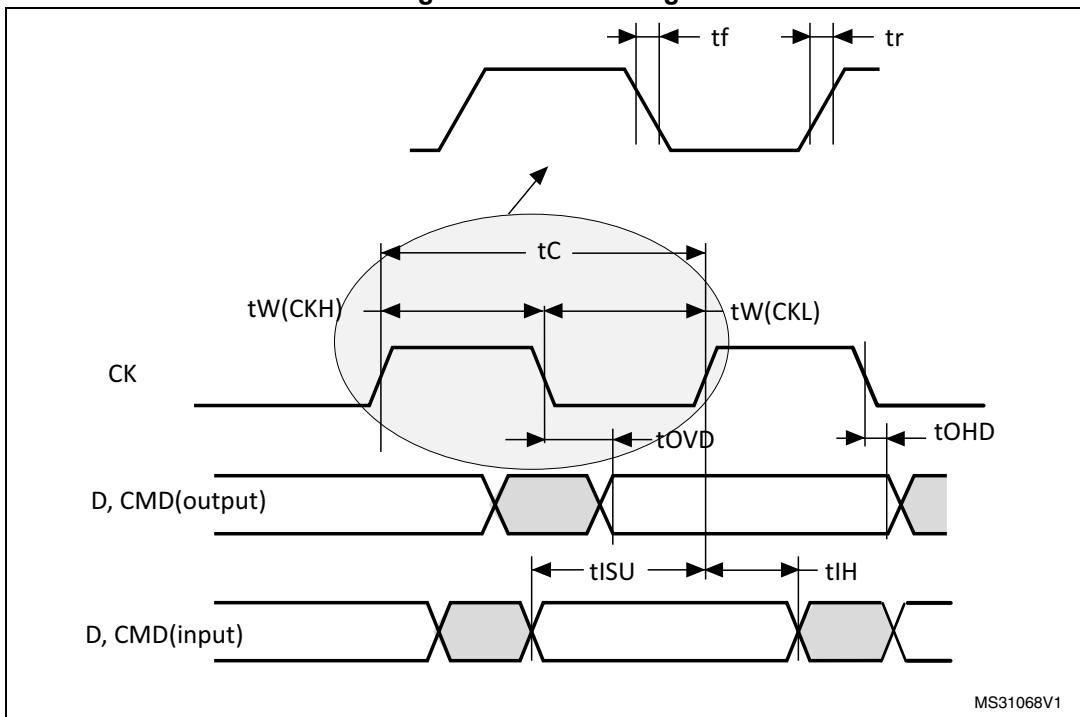 tf
tr
tC
tW(CKH)
tW(CKL)
CK
tOVD
tOHD
D, CMD(output)
tISU
tIH
D, CMD(input)
MS31068V1